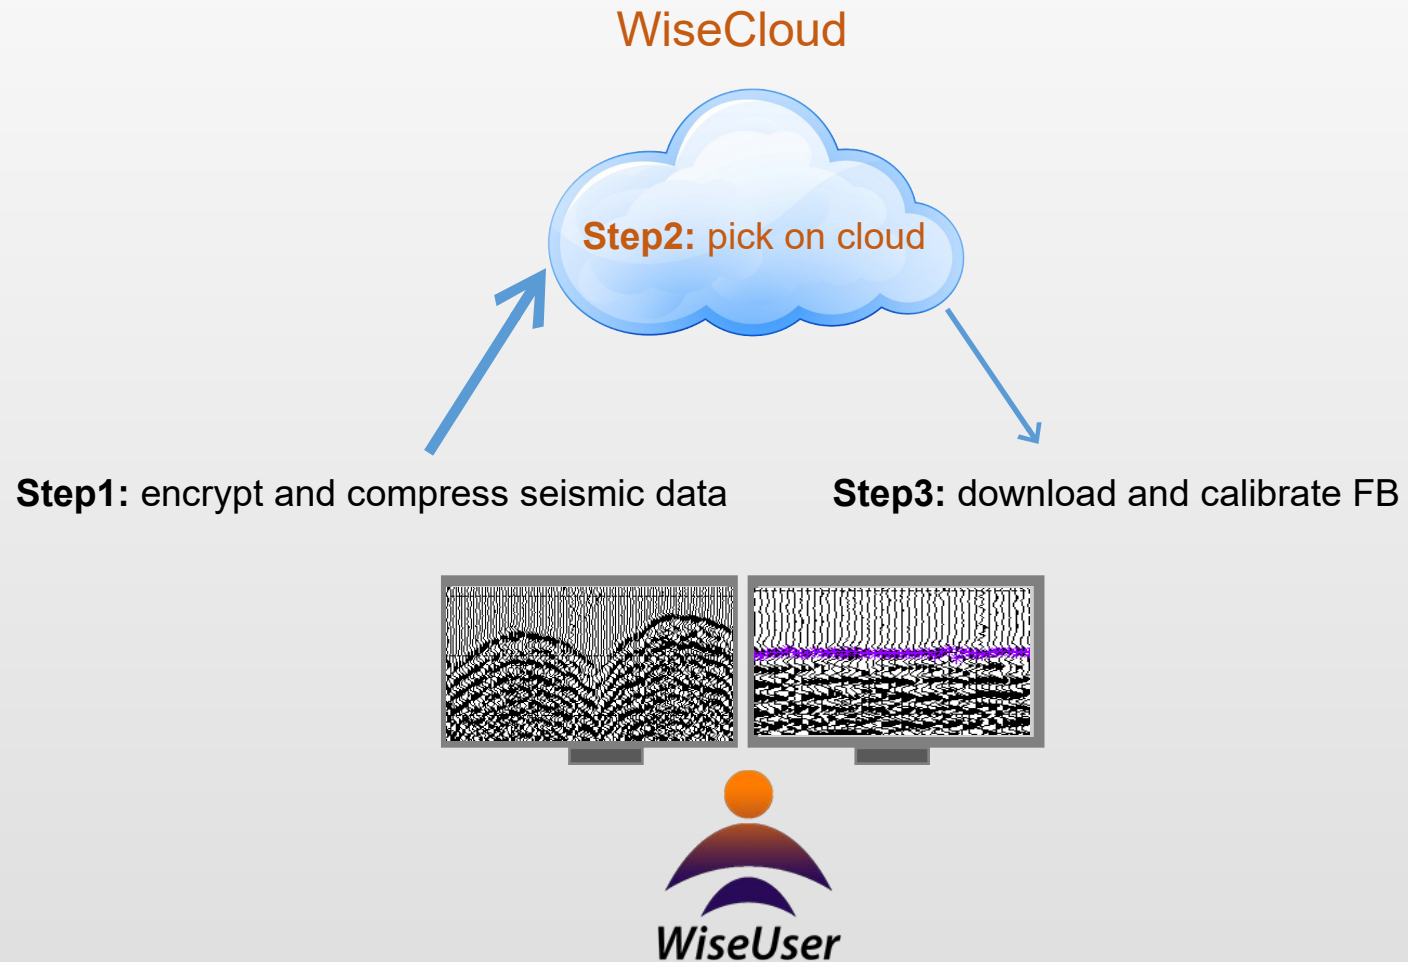 WiseCloud
Step2: pick on cloud
Step1: encrypt and compress seismic data
Step3: download and calibrate FB
WiseUser